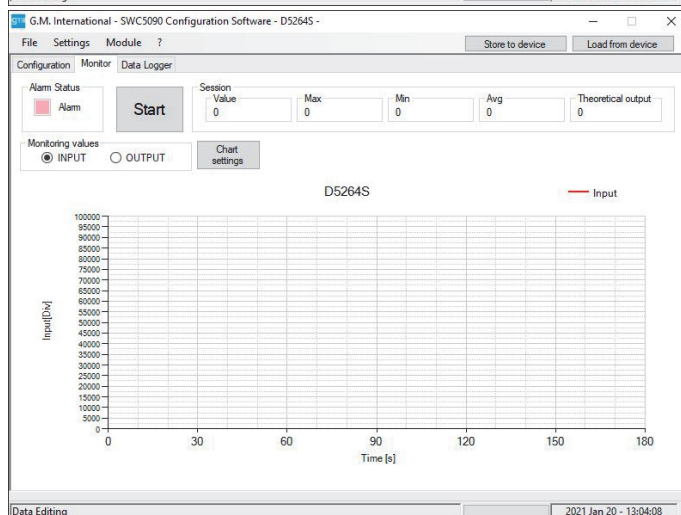 G.M. International - SWC5090 Configuration Software - D5264S -
File Settings Module ? Store to device Load from device
Configuration Monitor Data Logger
Alarm Status
Alarm
Start
Session
Value Max Min Avg Theoretical output
0 0 0 0 0
Monitoring values
INPUT OUTPUT
Chart
settings
D5264S
Input
100000
95000
90000
85000
80000
75000
70000
65000
60000
55000
50000
45000
40000
35000
30000
25000
20000
15000
10000
5000
0
Input[Div]
0 30 60 90 120 150 180
Time [s]
Data Editing 2021 Jan 20 - 13:04:08